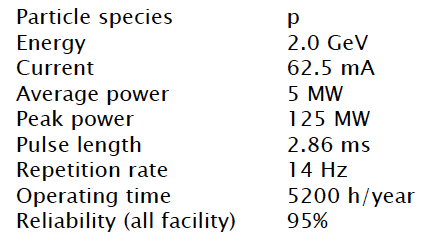 Particle species p
Energy 2.0 GeV
Current 62.5 mA
Average power 5 MW
Peak power 125 MW
Pulse length 2.86 ms
Repetition rate 14 Hz
Operating time 5200 h/year
Reliability (all facility) 95%